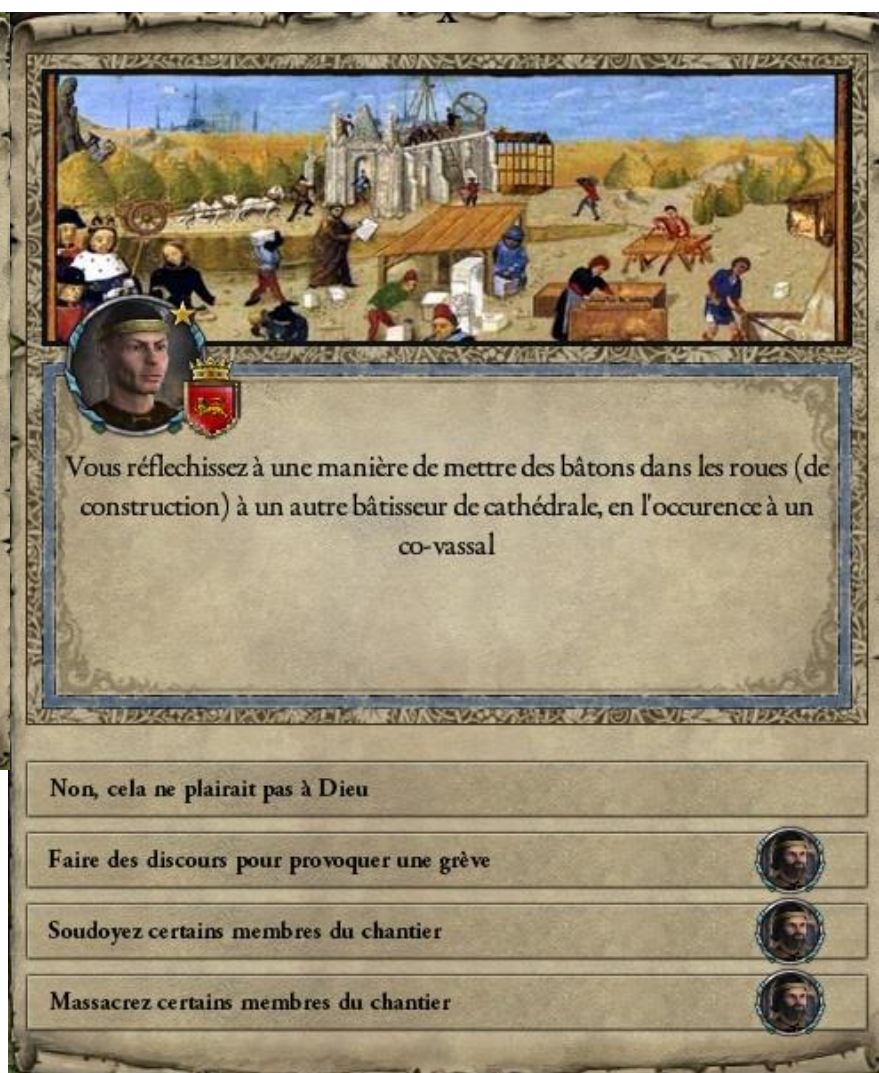 X
Vous réflechissez à une manière de mettre des bâtons dans les roues (de
construction) à un autre bâtisseur de cathédrale, en l'occurence à un
co-vassal
Non, cela ne plairait pas à Dieu
Faire des discours pour provoquer une grève
Soudoyez certains membres du chantier
Massacrez certains membres du chantier